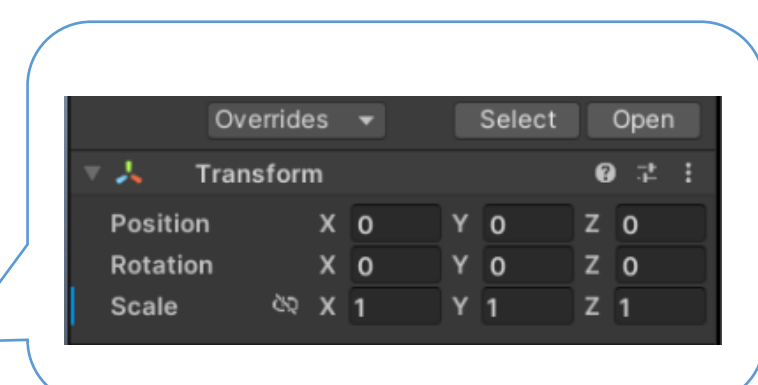 Overrides Select Open
Transform
Position X 0 Y 0 Z 0
Rotation X 0 Y 0 Z 0
Scale X 1 Y 1 Z 1